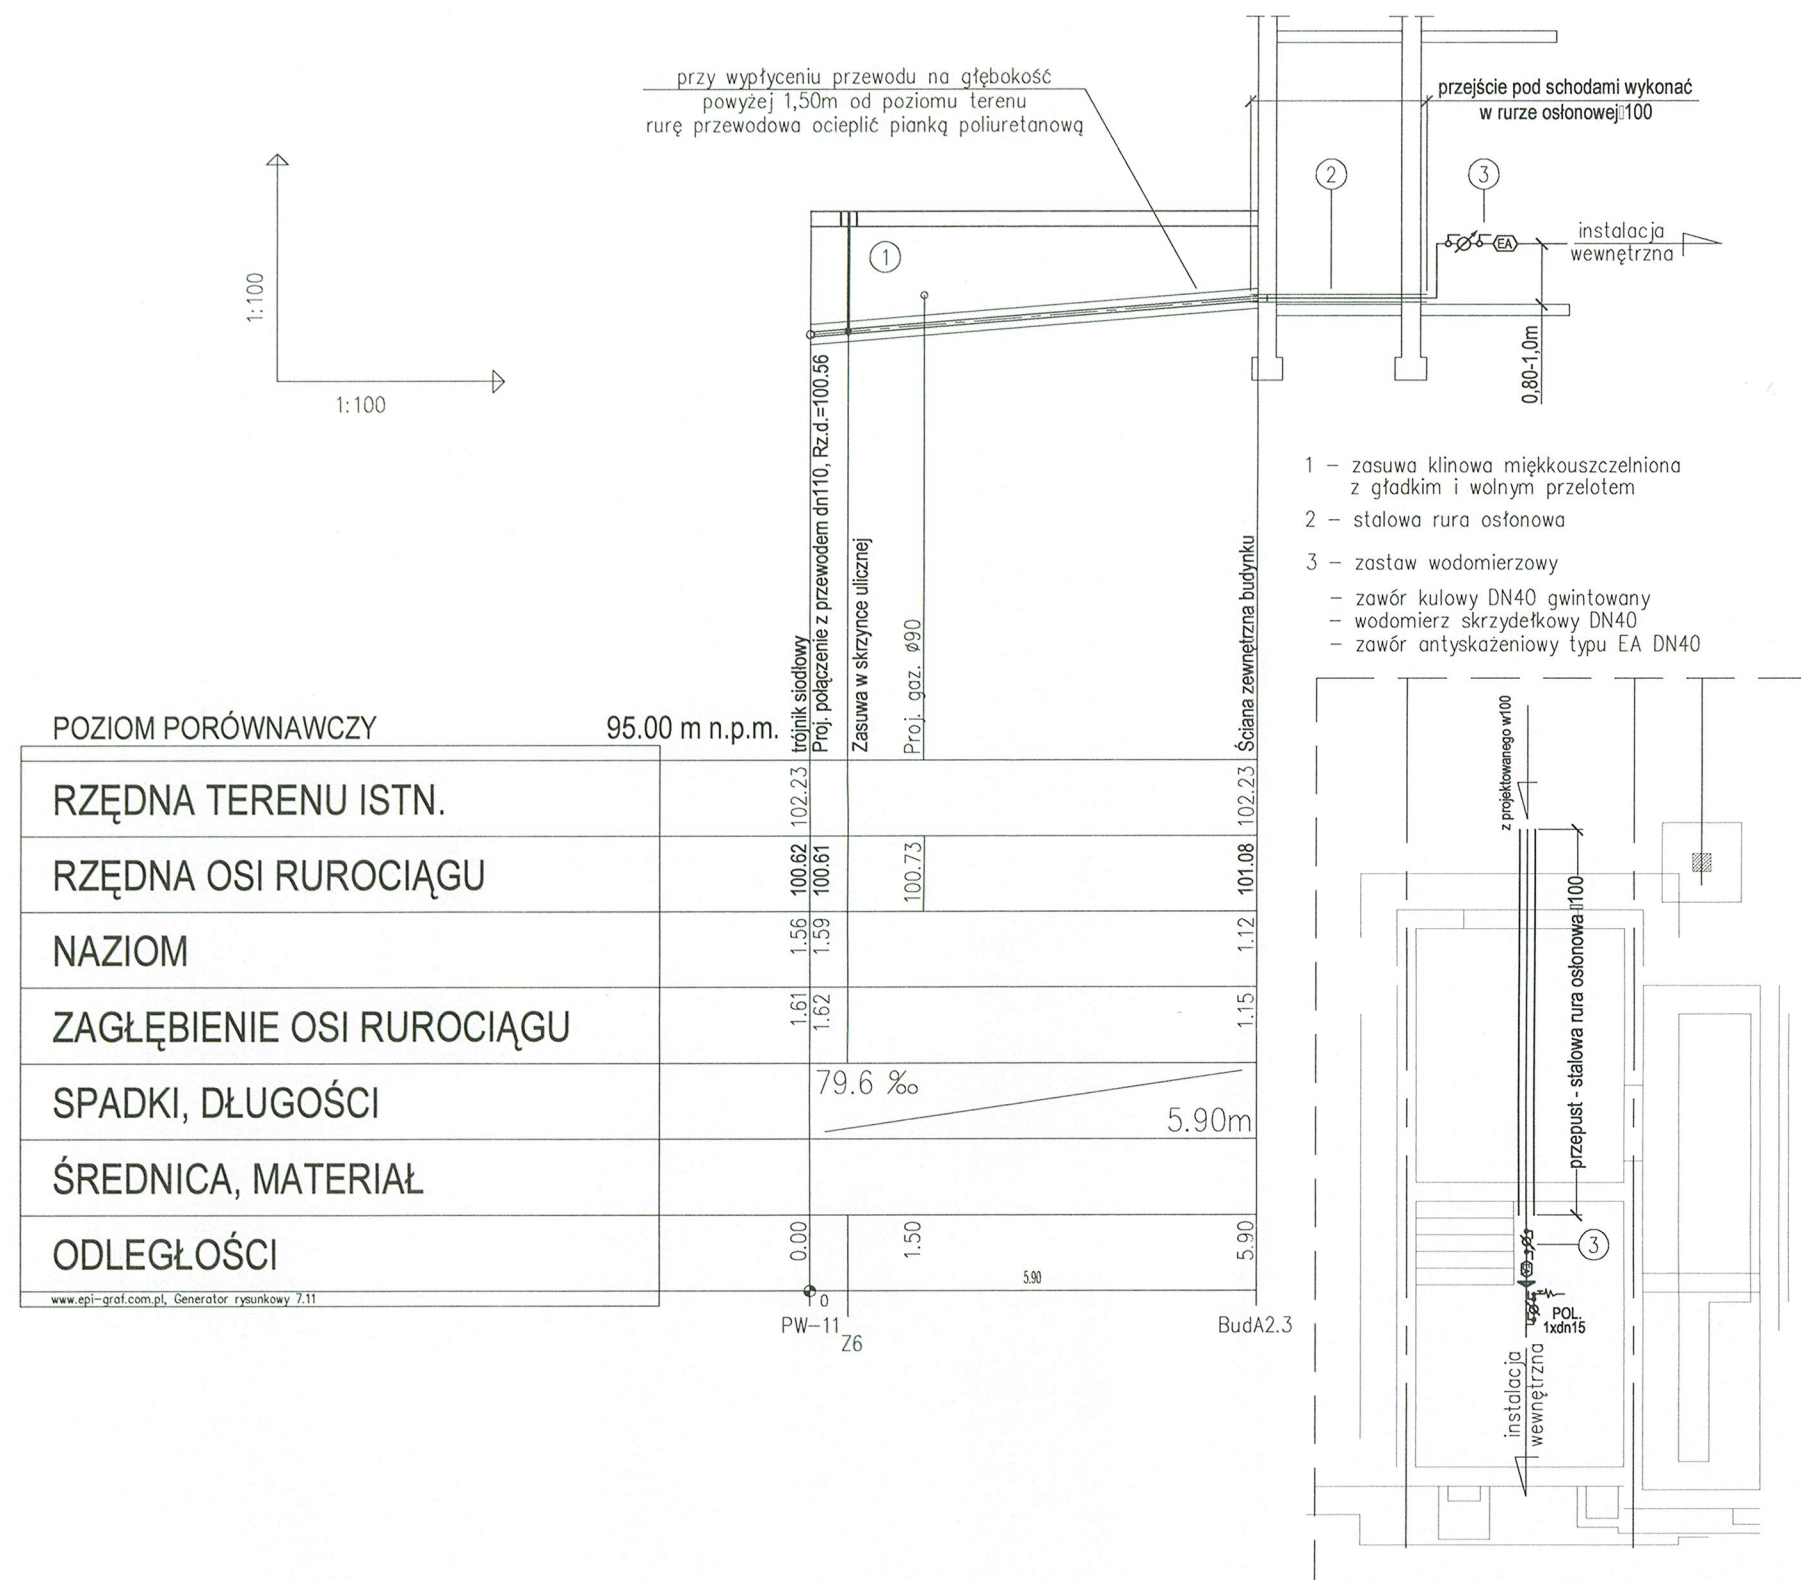 przy wypłyceniu przewodu na głębokość
powyżej 1,50m od poziomu terenu
rurę przewodowa ocieplić pianką poliuretanową
przejście pod schodami wykonać
w rurze osłonowej▯100
1:100
1:100
1
2
3
EA
instalacja
wewnętrzna
0,80-1,0m
1 – zasuwa klinowa miękkouszczelniona
z gładkim i wolnym przelotem
2 – stalowa rura osłonowa
3 – zastaw wodomierzowy
– zawór kulowy DN40 gwintowany
– wodomierz skrzydełkowy DN40
– zawór antyskażeniowy typu EA DN40
trójnik siodłowy
Proj. połączenie z przewodem dn110, Rz.d.=100.56
Zasuwa w skrzynce ulicznej
Proj. gaz. ø90
Ściana zewnętrzna budynku
POZIOM PORÓWNAWCZY 95.00 m n.p.m.
RZĘDNA TERENU ISTN. 102.23 102.23
RZĘDNA OSI RUROCIĄGU 100.62 100.61 100.73 101.08
NAZIOM 1.56 1.59 1.12
ZAGŁĘBIENIE OSI RUROCIĄGU 1.61 1.62 1.15
SPADKI, DŁUGOŚCI 79.6 ‰ 5.90m
ŚREDNICA, MATERIAŁ
ODLEGŁOŚCI 0.00 1.50 5.90
5.90
www.epi-graf.com.pl, Generator rysunkowy 7.11
0
PW-11
Z6
BudA2.3
z projektowanego w100
przepust - stalowa rura osłonowa ▯100
3
POL.
1xdn15
instalacja
wewnętrzna